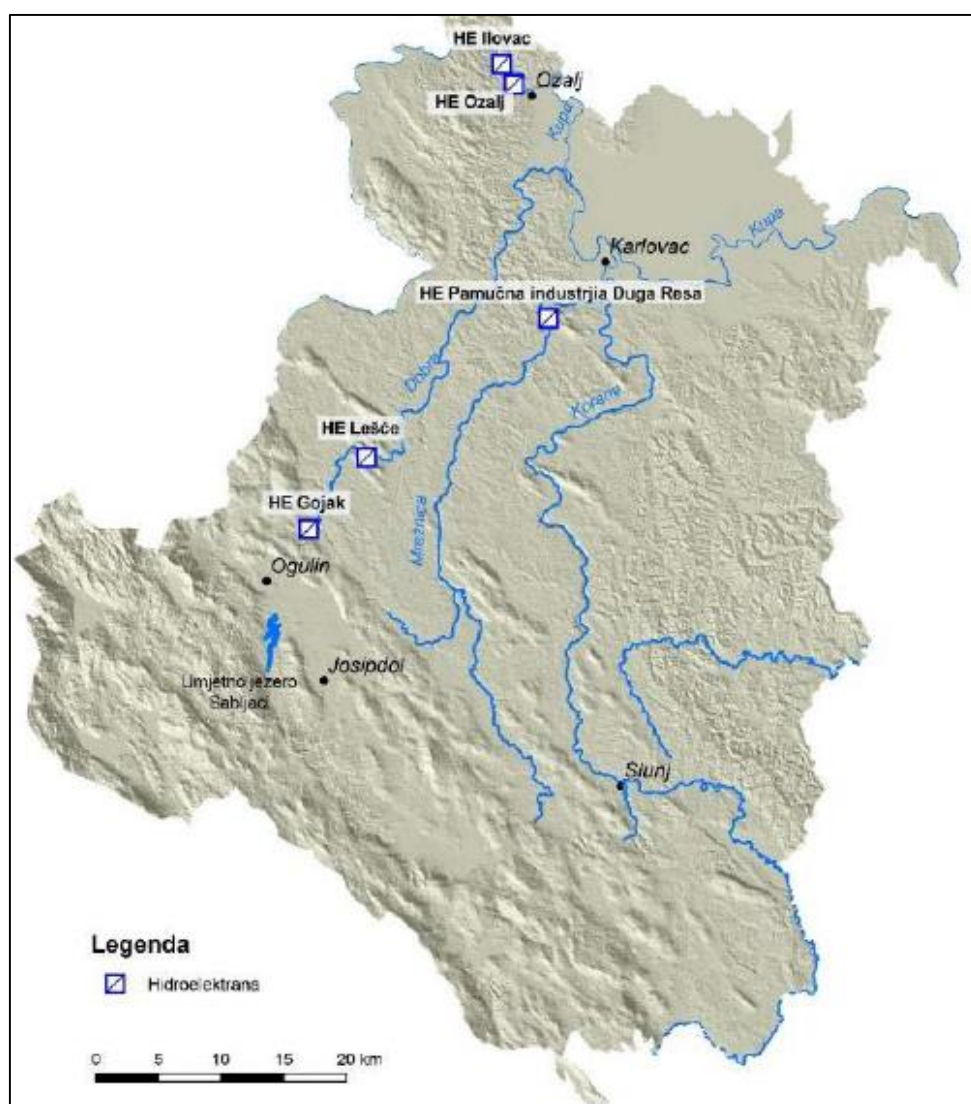 HE Ilovac
Ozalj
HE Ozalj
Kupa
Kupa
Karlovac
HE Pamučna industrjia Duga Resa
Dobra
Korana
HE Lešće
HE Gojak
Mrežnica
Ogulin
Josipdol
Umjetno jezero
Sabljaci
Slunj
Legenda
Hidroelektrana
0 5 10 15 20 km